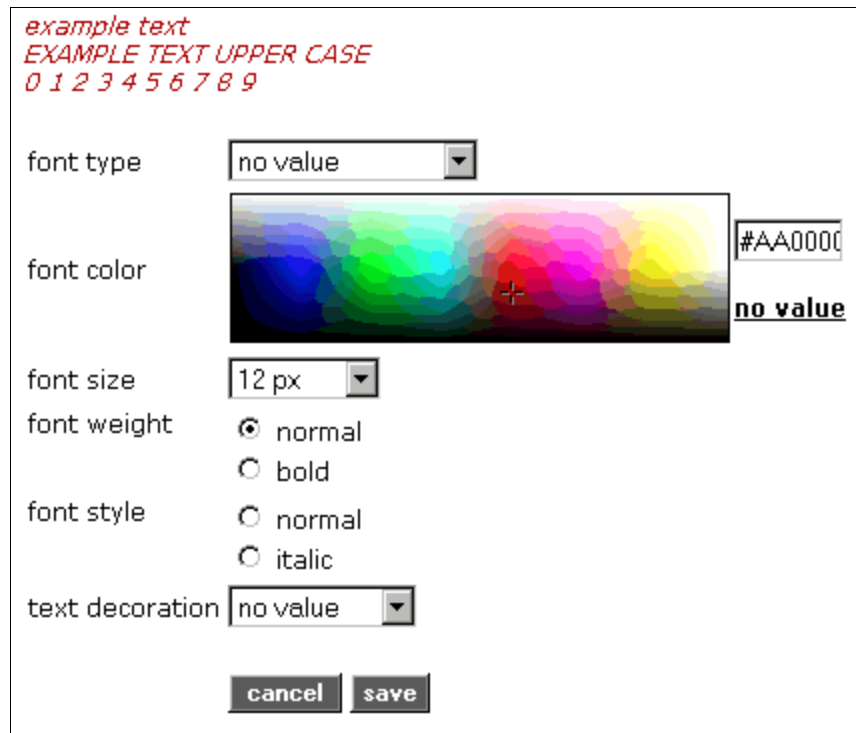 example text
EXAMPLE TEXT UPPER CASE
0 1 2 3 4 5 6 7 8 9
font type no value
font color #AA0000
no value
font size 12 px
font weight normal
bold
font style normal
italic
text decoration no value
cancel save